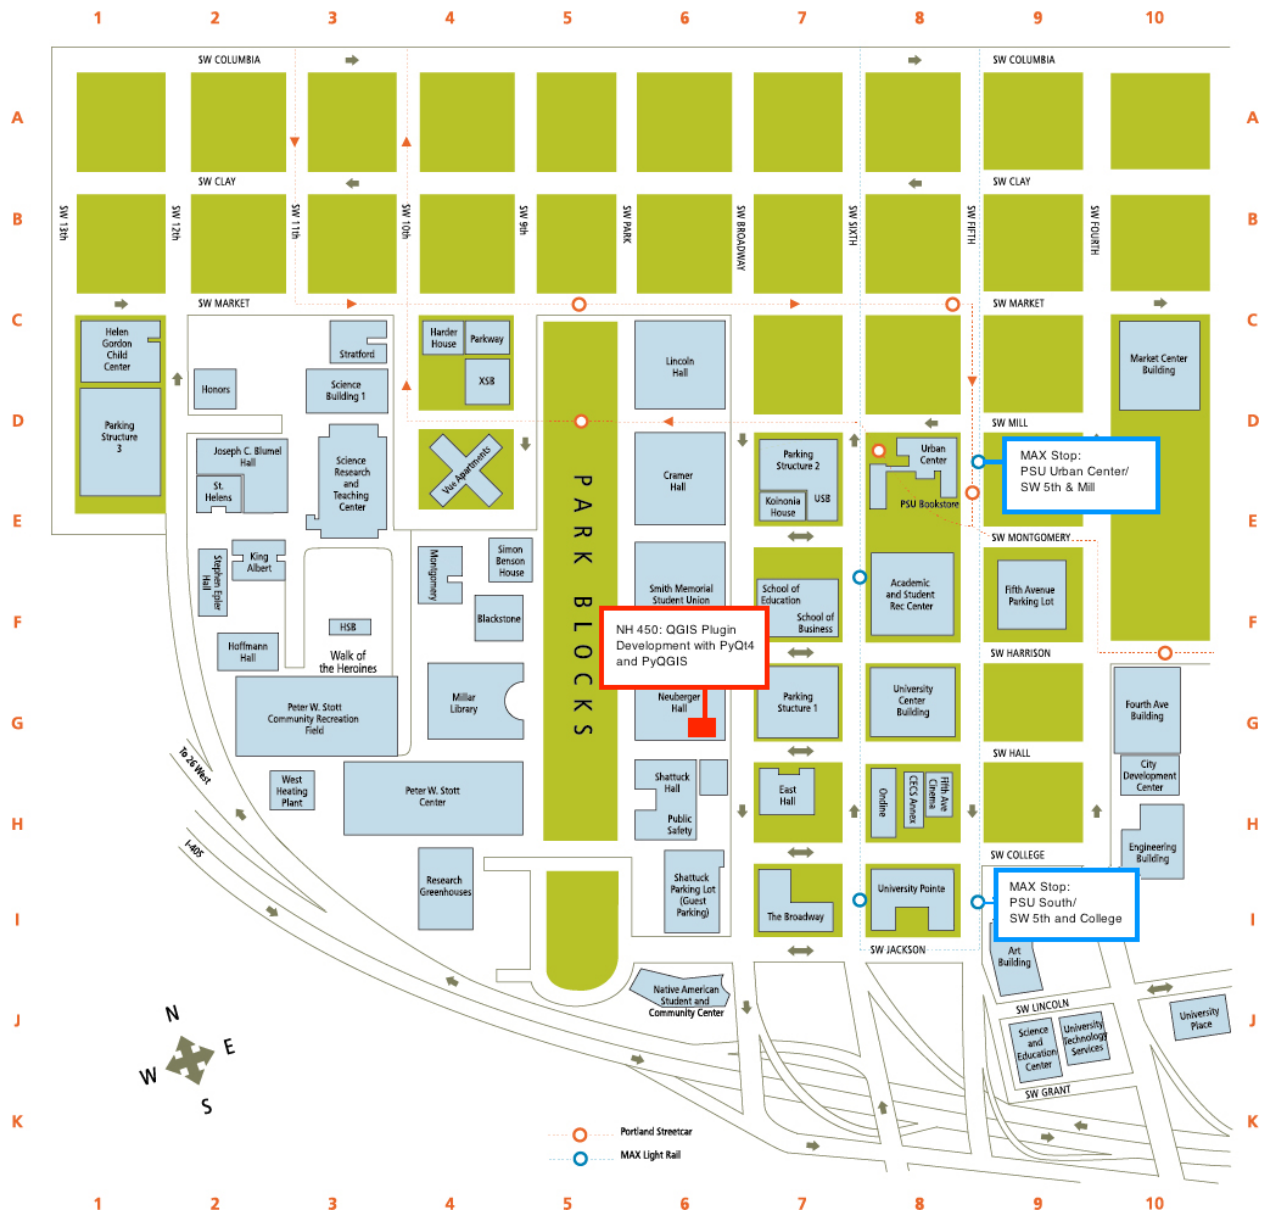 1 2 3 4 5 6 7 8 9 10
SW COLUMBIA
SW COLUMBIA
A
A
SW CLAY
SW CLAY
B
B
SW 13th
SW 12th
SW 11th
SW 10th
SW 9th
SW PARK
SW BROADWAY
SW SIXTH
SW FIFTH
SW FOURTH
SW MARKET
SW MARKET
C
C
Helen
Gordon
Child
Center
Stratford
Harder
House
Parkway
XSB
Lincoln
Hall
Market Center
Building
Honors
Science
Building 1
D
D
SW MILL
Parking
Structure
3
Joseph C. Blumel
Hall
St.
Helens
Science
Research
and
Teaching
Center
Vue Apartments
PARK BLOCKS
Cramer
Hall
Parking
Structure 2
Koinonia
House
USB
Urban
Center
PSU Bookstore
MAX Stop:
PSU Urban Center/
SW 5th & Mill
E
E
SW MONTGOMERY
Stephen Epler
Hall
King
Albert
Montgomery
Simon
Benson
House
Blackstone
Smith Memorial
Student Union
School of
Education
School of
Business
Academic
and Student
Rec Center
Fifth Avenue
Parking Lot
F
F
HSB
Hoffmann
Hall
Walk of
the Heroines
NH 450: QGIS Plugin
Development with PyQt4
and PyQGIS
SW HARRISON
Peter W. Stott
Community Recreation
Field
Millar
Library
Neuberger
Hall
Parking
Stucture 1
University
Center
Building
Fourth Ave
Building
G
G
To 26 West
SW HALL
West
Heating
Plant
Peter W. Stott
Center
Shattuck
Hall
Public
Safety
East
Hall
Ondine
CECS Annex
Fifth Ave
Cinema
City
Development
Center
H
H
I-405
SW COLLEGE
Engineering
Building
Research
Greenhouses
Shattuck
Parking Lot
(Guest
Parking)
The Broadway
University Pointe
MAX Stop:
PSU South/
SW 5th and College
I
I
SW JACKSON
Art
Building
Native American
Student and
Community Center
SW LINCOLN
University
Place
J
J
Science
and
Education
Center
University
Technology
Services
N
E
W
S
SW GRANT
K
K
Portland Streetcar
MAX Light Rail
1 2 3 4 5 6 7 8 9 10